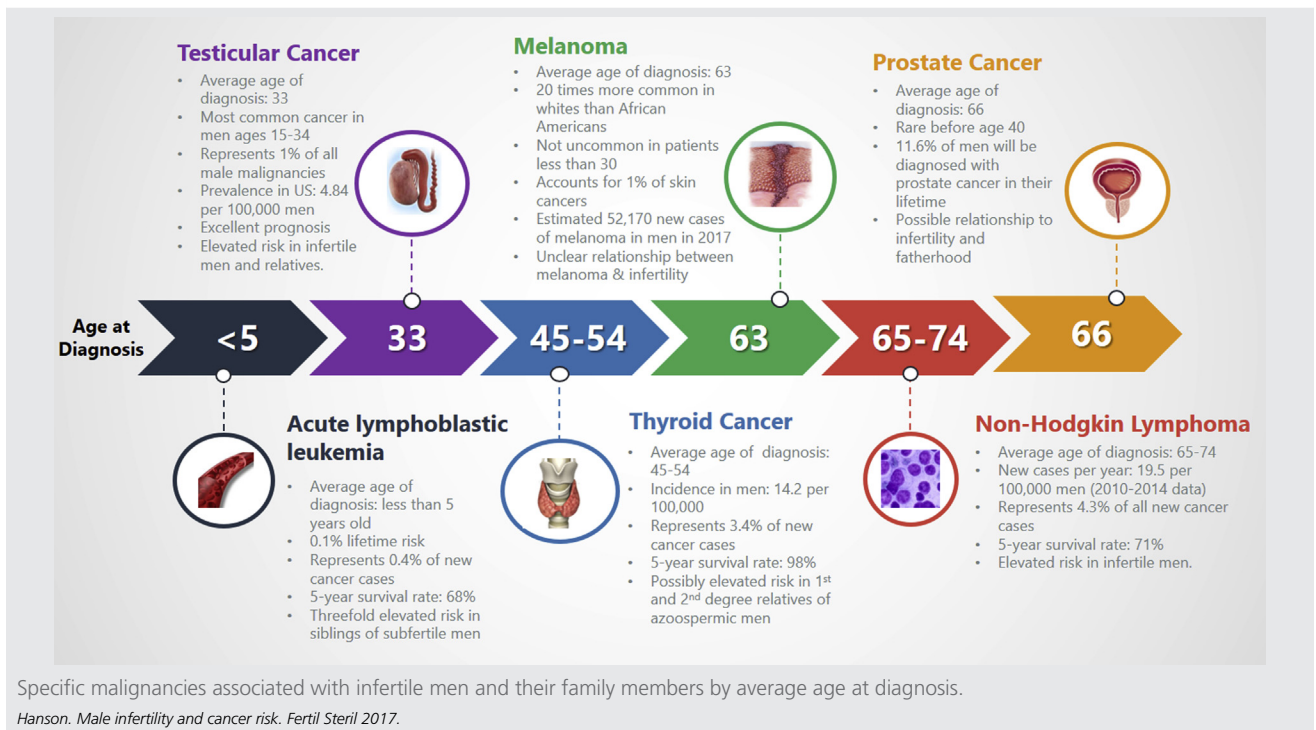 Testicular Cancer
• Average age of
diagnosis: 33
• Most common cancer in
men ages 15-34
• Represents 1% of all
male malignancies
• Prevalence in US: 4.84
per 100,000 men
• Excellent prognosis
• Elevated risk in infertile
men and relatives.
Melanoma
• Average age of diagnosis: 63
• 20 times more common in
whites than African
Americans
• Not uncommon in patients
less than 30
• Accounts for 1% of skin
cancers
• Estimated 52,170 new cases
of melanoma in men in 2017
• Unclear relationship between
melanoma & infertility
Prostate Cancer
• Average age of
diagnosis: 66
• Rare before age 40
• 11.6% of men will be
diagnosed with
prostate cancer in their
lifetime
• Possible relationship to
infertility and
fatherhood
Age at
Diagnosis
<5
33
45-54
63
65-74
66
Acute lymphoblastic
leukemia
• Average age of
diagnosis: less than 5
years old
• 0.1% lifetime risk
• Represents 0.4% of new
cancer cases
• 5-year survival rate: 68%
• Threefold elevated risk in
siblings of subfertile men
Thyroid Cancer
• Average age of diagnosis:
45-54
• Incidence in men: 14.2 per
100,000
• Represents 3.4% of new
cancer cases
• 5-year survival rate: 98%
• Possibly elevated risk in 1st
and 2nd degree relatives of
azoospermic men
Non-Hodgkin Lymphoma
• Average age of diagnosis: 65-74
• New cases per year: 19.5 per
100,000 men (2010-2014 data)
• Represents 4.3% of all new cancer
cases
• 5-year survival rate: 71%
• Elevated risk in infertile men.
Specific malignancies associated with infertile men and their family members by average age at diagnosis.
Hanson. Male infertility and cancer risk. Fertil Steril 2017.